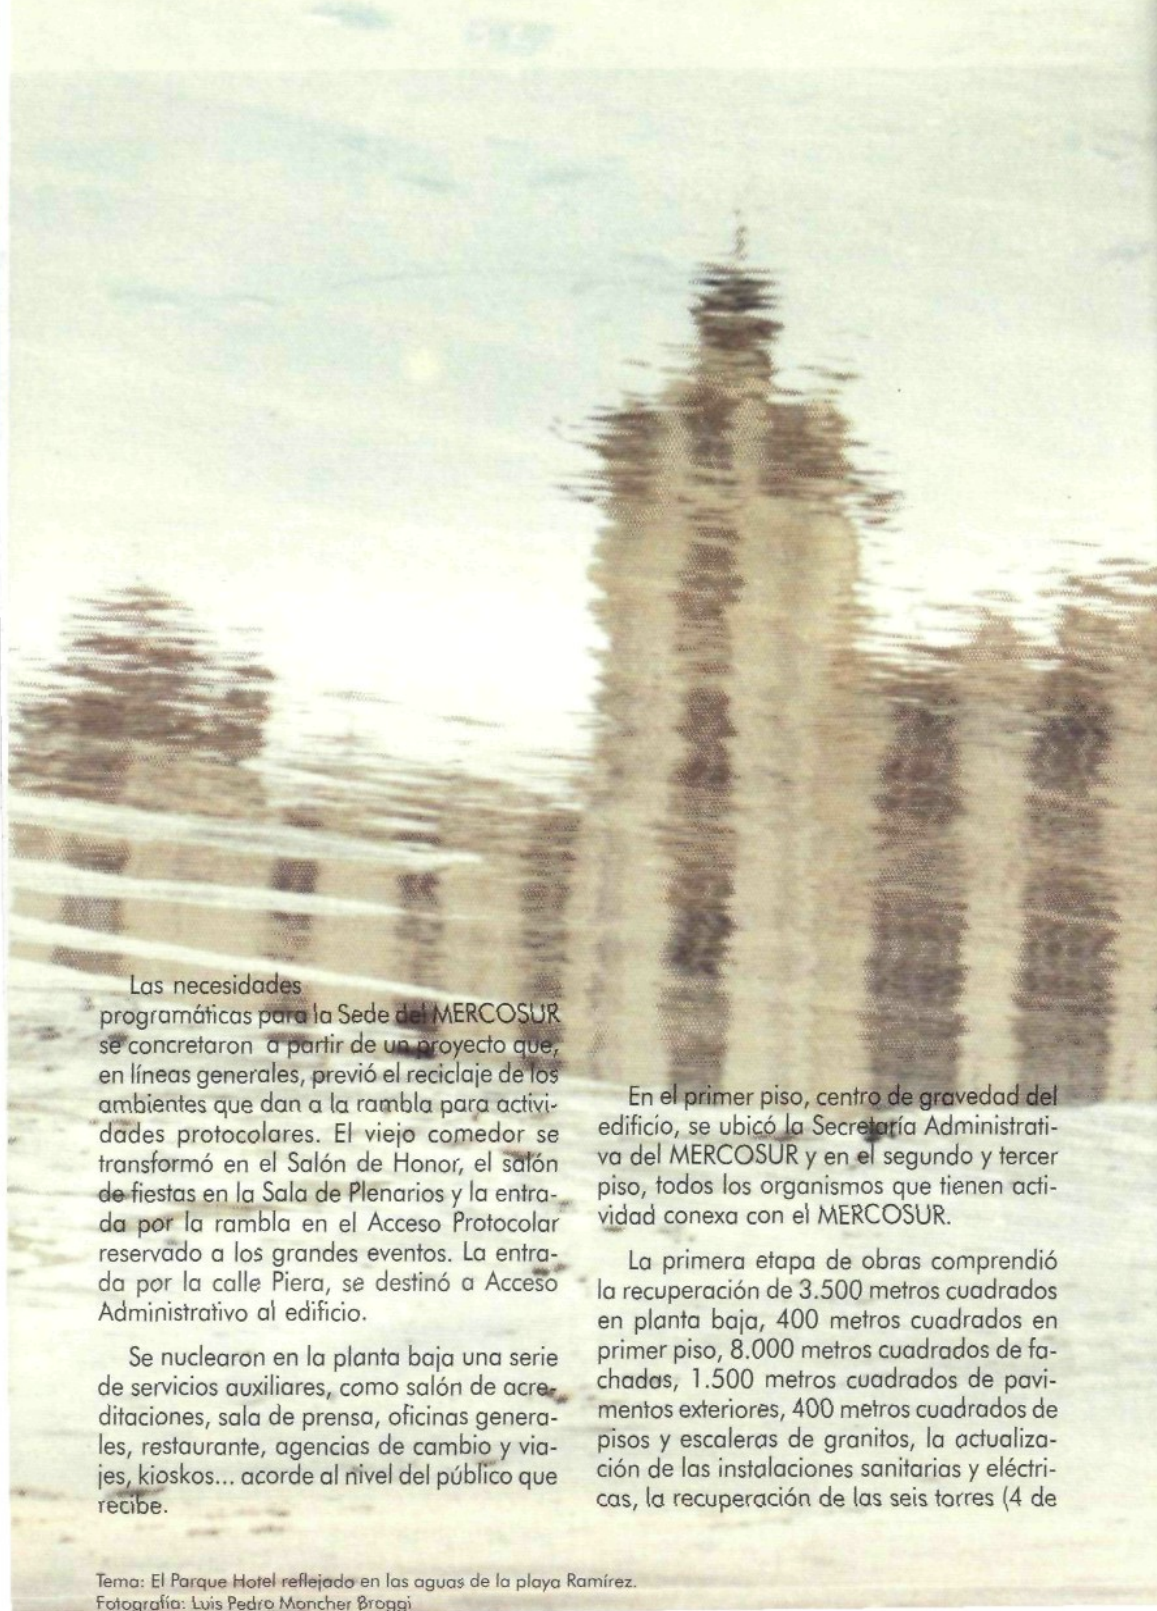 Las necesidades
programáticas para la Sede del MERCOSUR
se concretaron a partir de un proyecto que,
en líneas generales, previó el reciclaje de los
ambientes que dan a la rambla para activi-
dades protocolares. El viejo comedor se
transformó en el Salón de Honor, el salón
de fiestas en la Sala de Plenarios y la entra-
da por la rambla en el Acceso Protocolar
reservado a los grandes eventos. La entra-
da por la calle Piera, se destinó a Acceso
Administrativo al edificio.
Se nuclearon en la planta baja una serie
de servicios auxiliares, como salón de acre-
ditaciones, sala de prensa, oficinas genera-
les, restaurante, agencias de cambio y via-
jes, kioskos... acorde al nivel del público que
recibe.
En el primer piso, centro de gravedad del
edificio, se ubicó la Secretaría Administrati-
va del MERCOSUR y en el segundo y tercer
piso, todos los organismos que tienen acti-
vidad conexa con el MERCOSUR.
La primera etapa de obras comprendió
la recuperación de 3.500 metros cuadrados
en planta baja, 400 metros cuadrados en
primer piso, 8.000 metros cuadrados de fa-
chadas, 1.500 metros cuadrados de pavi-
mentos exteriores, 400 metros cuadrados de
pisos y escaleras de granitos, la actualiza-
ción de las instalaciones sanitarias y eléctri-
cas, la recuperación de las seis torres (4 de
Tema: El Parque Hotel reflejado en las aguas de la playa Ramírez.
Fotografía: Luis Pedro Moncher Broggi